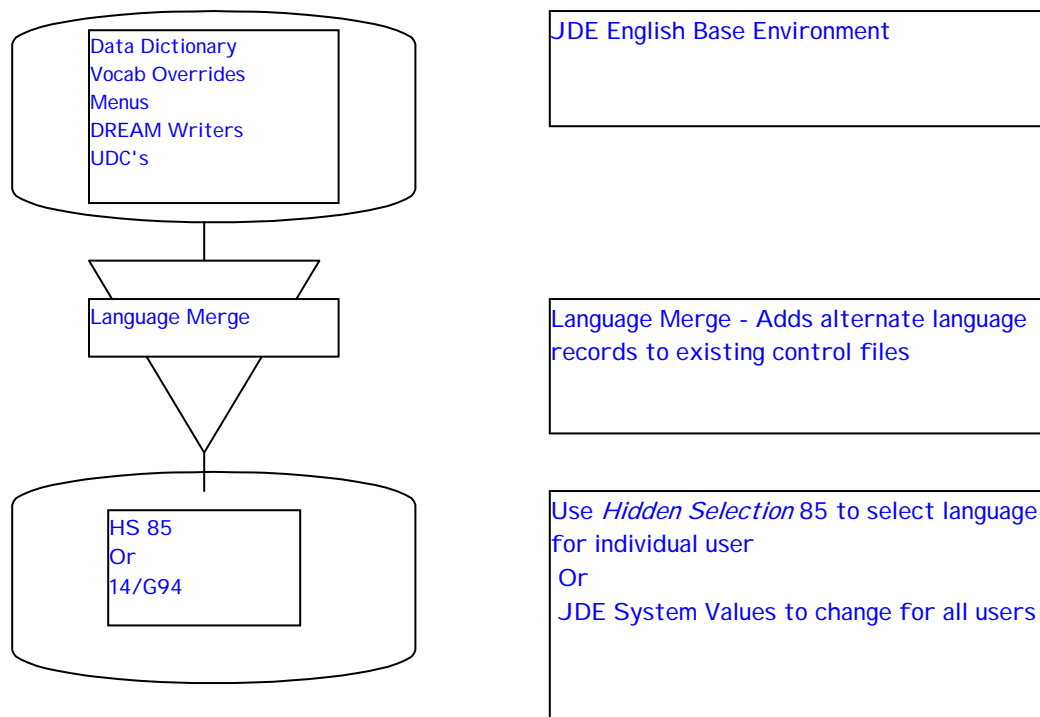 Data Dictionary
Vocab Overrides
Menus
DREAM Writers
UDC's
JDE English Base Environment
Language Merge
Language Merge - Adds alternate language
records to existing control files
HS 85
Or
14/G94
Use Hidden Selection 85 to select language
for individual user
Or
JDE System Values to change for all users